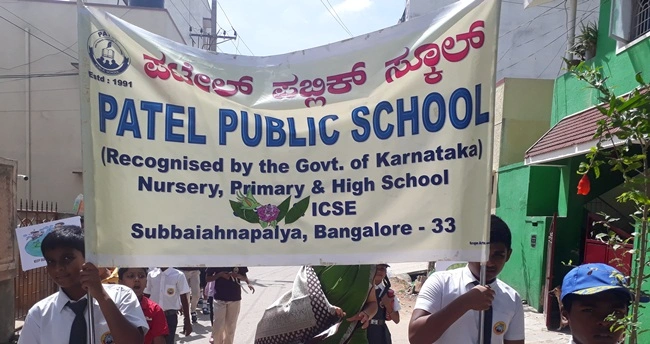 ಪಟೇಲ್ ಪಬ್ಲಿಕ್ ಸ್ಕೂಲ್
Estd : 1991
PATEL PUBLIC SCHOOL
(Recognised by the Govt. of Karnataka)
Nursery, Primary & High School
ICSE
Subbaiahnapalya, Bangalore - 33